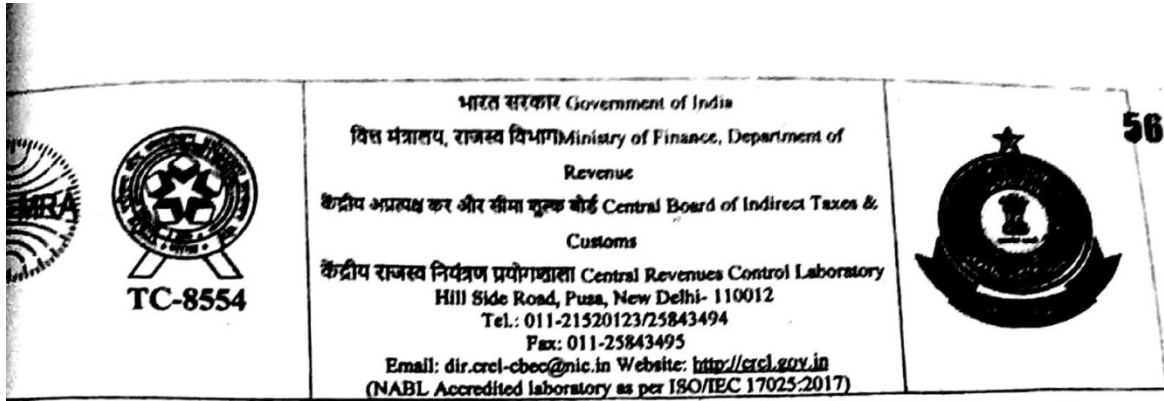 भारत सरकार Government of India
56
वित्त मंत्रालय, राजस्व विभागMinistry of Finance, Department of
Revenue
केंद्रीय अप्रत्यक्ष कर और सीमा शुल्क बोर्ड Central Board of Indirect Taxes &
Customs
केंद्रीय राजस्व नियंत्रण प्रयोगशाला Central Revenues Control Laboratory
TC-8554
Hill Side Road, Pusa, New Delhi- 110012
Tel.: 011-21520123/25843494
Fax: 011-25843495
Email: dir.crcl-cbec@nic.in Website: http://crcl.gov.in
(NABL Accredited laboratory as per ISO/IEC 17025:2017)